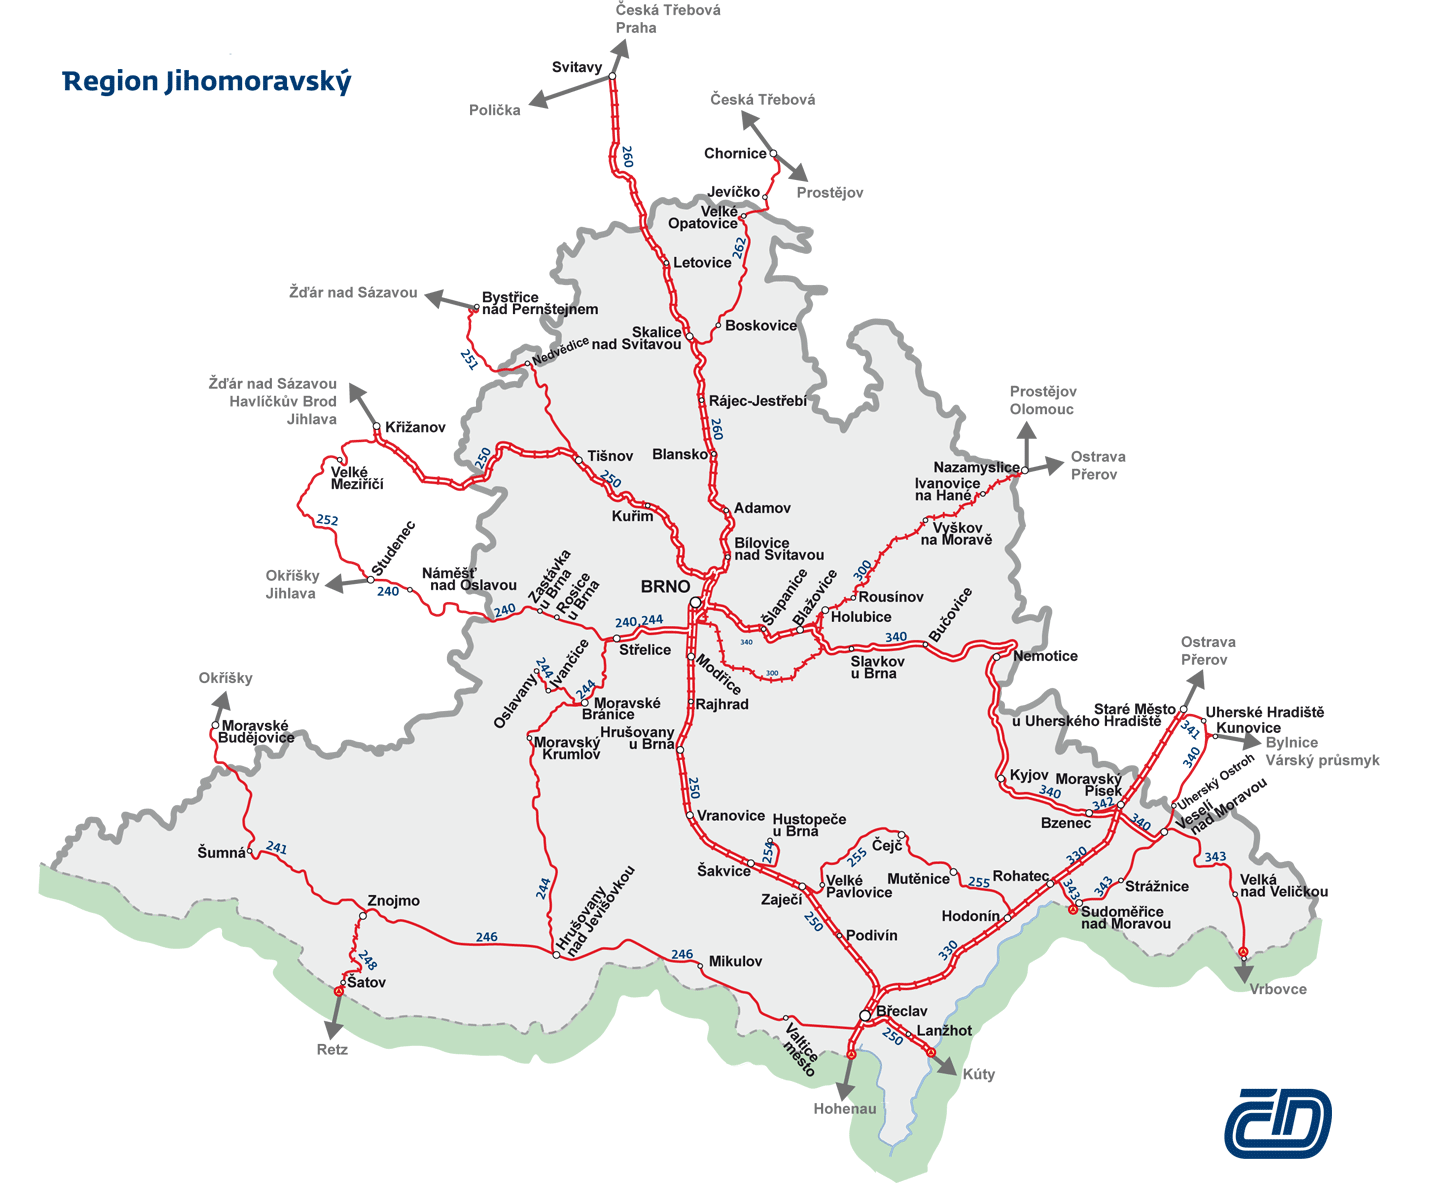 Region Jihomoravský
Česká Třebová
Praha
Svitavy
Polička
260
Česká Třebová
Chornice
Prostějov
Jevíčko
Velké
Opatovice
262
Letovice
Žďár nad Sázavou
Bystřice
nad Pernštejnem
Boskovice
Skalice
nad Svitavou
251
Nedvědice
Žďár nad Sázavou
Havlíčkův Brod
Jihlava
Křižanov
Rájec-Jestřebí
260
Prostějov
Olomouc
Ostrava
Přerov
Nazamyslice
Ivanovice
na Hané
Vyškov
na Moravě
Velké
Meziříčí
250
Tišnov
250
Blansko
Kuřim
Adamov
Bílovice
nad Svitavou
252
Studenec
Okříšky
Jihlava
240
Náměšť
nad Oslavou
240
Zastávka
u Brna
Rosice
u Brna
BRNO
Šlapanice
Blažovice
300
Rousínov
Holubice
240,244
Střelice
340
300
340
Bučovice
Slavkov
u Brna
Nemotice
Oslavany
244
Ivančice
244
Moravské
Bránice
Modřice
Rajhrad
Okříšky
Moravské
Budějovice
Moravský
Krumlov
Hrušovany
u Brna
250
Vranovice
Ostrava
Přerov
Staré Město
u Uherského Hradiště
Uherské Hradiště
Kunovice
341
340
Bylnice
Várský průsmyk
Kyjov
340
Moravský
Písek
342
Bzenec
340
Uherský Ostroh
Veselí
nad Moravou
Hustopeče
u Brna
254
Šakvice
Zaječí
255
Čejč
Velké
Pavlovice
Mutěnice
255
Rohatec
330
343
343
Strážnice
343
Velká
nad Veličkou
Sudoměřice
nad Moravou
Hodonín
Šumná
241
Znojmo
246
248
Šatov
Retz
244
Hrušovany
nad Jevišovkou
246
Mikulov
250
Podivín
330
Valtice
město
Břeclav
250
Lanžhot
Kúty
Hohenau
Vrbovce
ČD